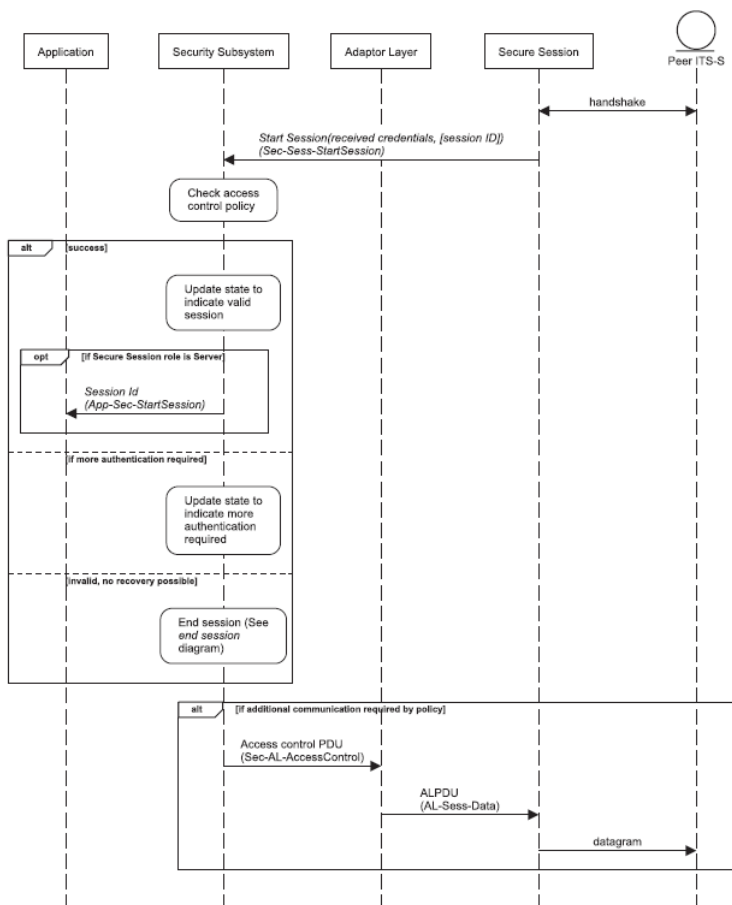 Application
Security Subsystem
Adaptor Layer
Secure Session
Peer ITS-S
handshake
Start Session(received credentials, [session ID])
(Sec-Sess-StartSession)
Check access
control policy
alt
[success]
Update state to
indicate valid
session
opt
[if Secure Session role is Server]
Session Id
(App-Sec-StartSession)
[if more authentication required]
Update state to
indicate more
authentication
required
[invalid, no recovery possible]
End session (See
end session
diagram)
alt
[if additional communication required by policy]
Access control PDU
(Sec-AL-AccessControl)
ALPDU
(AL-Sess-Data)
datagram